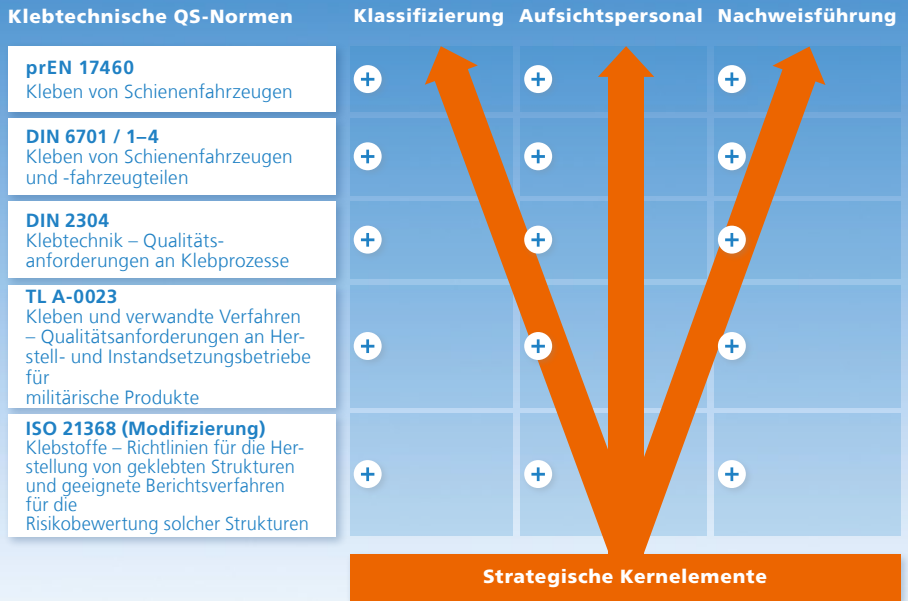 Klebtechnische QS-Normen Klassifizierung Aufsichtspersonal Nachweisführung
prEN 17460
Kleben von Schienenfahrzeugen
+ + +
DIN 6701 / 1–4
Kleben von Schienenfahrzeugen
und -fahrzeugteilen
+ + +
DIN 2304
Klebtechnik – Qualitäts-
anforderungen an Klebprozesse
+ + +
TL A-0023
Kleben und verwandte Verfahren
– Qualitätsanforderungen an Her-
stell- und Instandsetzungsbetriebe
für
militärische Produkte
+ + +
ISO 21368 (Modifizierung)
Klebstoffe – Richtlinien für die Her-
stellung von geklebten Strukturen
und geeignete Berichtsverfahren
für die
Risikobewertung solcher Strukturen
+ + +
Strategische Kernelemente